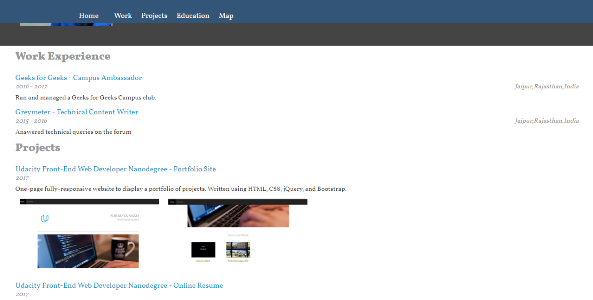 Home Work Projects Education Map
Work Experience
Geeks for Geeks - Campus Ambassador
2016 - 2017 Jaipur,Rajasthan,India
Ran and managed a Geeks for Geeks Campus club.
Greymeter - Technical Content Writer
2015 - 2016 Jaipur,Rajasthan,India
Answered technical queries on the forum
Projects
Udacity Front-End Web Developer Nanodegree - Portfolio Site
2017
One-page fully-responsive website to display a portfolio of projects. Written using HTML, CSS, jQuery, and Bootstrap.
Udacity Front-End Web Developer Nanodegree - Online Resume
2017